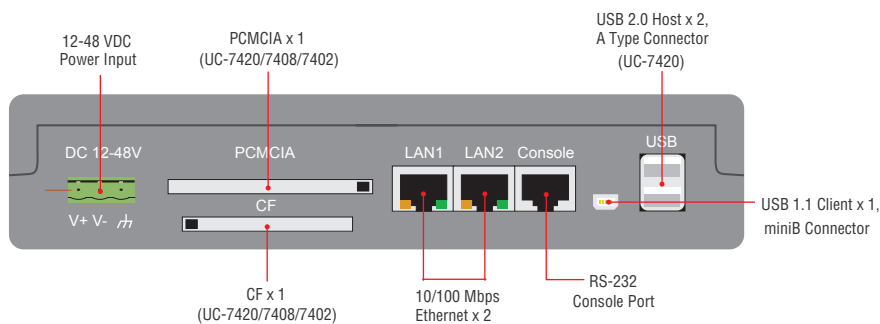 12-48 VDC
Power Input
PCMCIA x 1
(UC-7420/7408/7402)
USB 2.0 Host x 2,
A Type Connector
(UC-7420)
DC 12-48V
PCMCIA
LAN1
LAN2
Console
USB
CF
V+ V-
USB 1.1 Client x 1,
miniB Connector
CF x 1
(UC-7420/7408/7402)
10/100 Mbps
Ethernet x 2
RS-232
Console Port